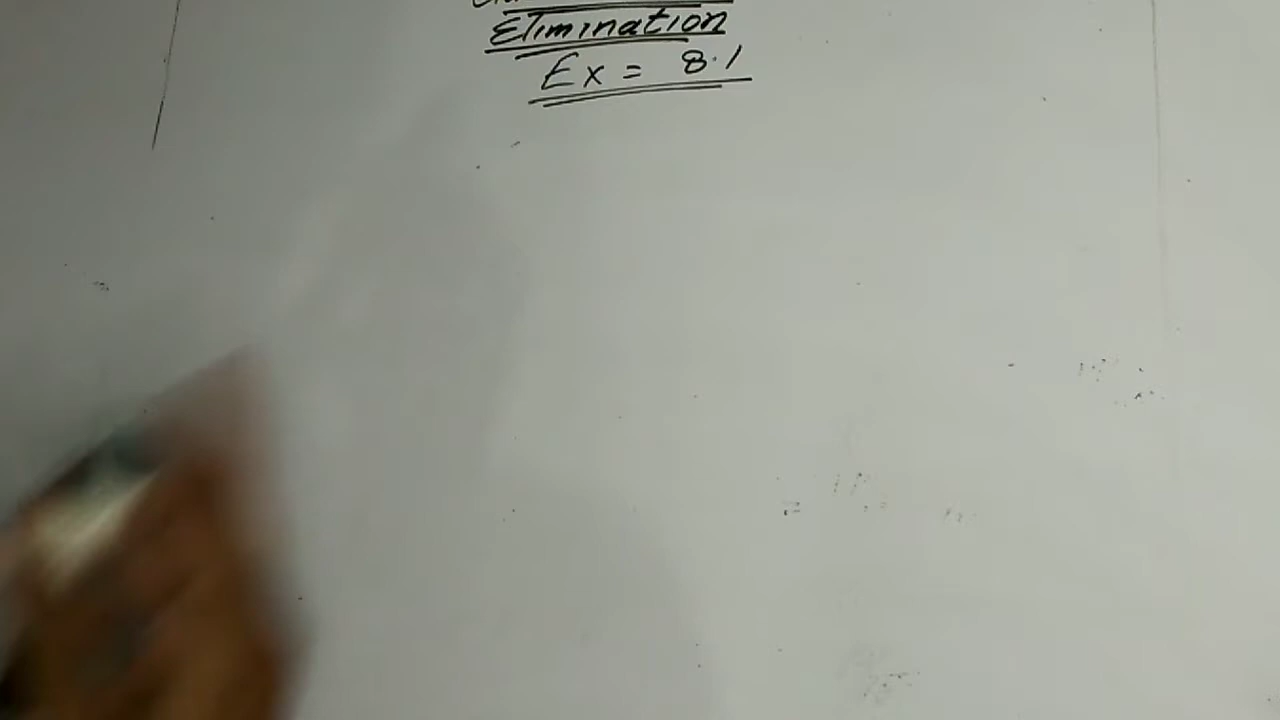 Elimination
Ex = 8.1